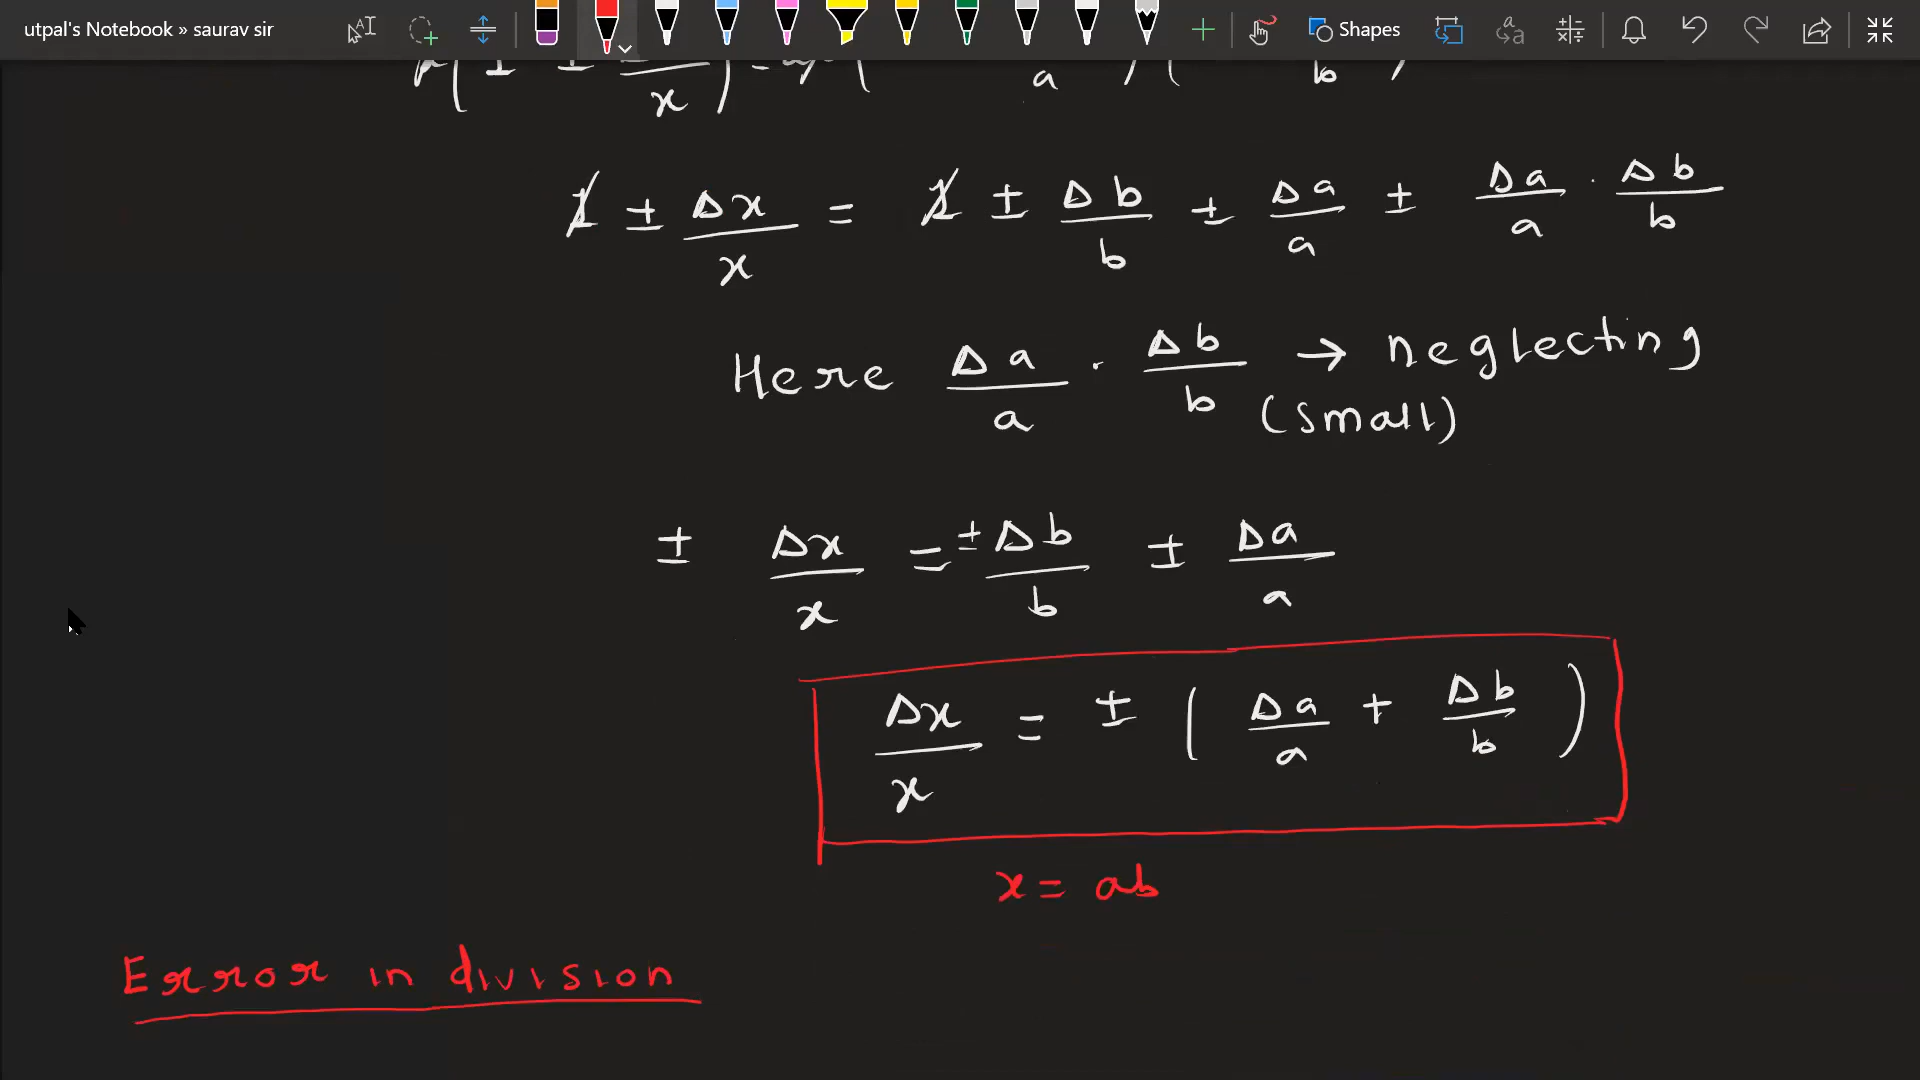 utpal's Notebook » saurav sir
Shapes
x a b
1 ± Δx/x = 1 ± Δb/b ± Δa/a ± Δa/a · Δb/b
Here Δa/a · Δb/b → neglecting
(small)
± Δx/x = ± Δb/b ± Δa/a
Δx/x = ± ( Δa/a + Δb/b )
x = ab
Error in division